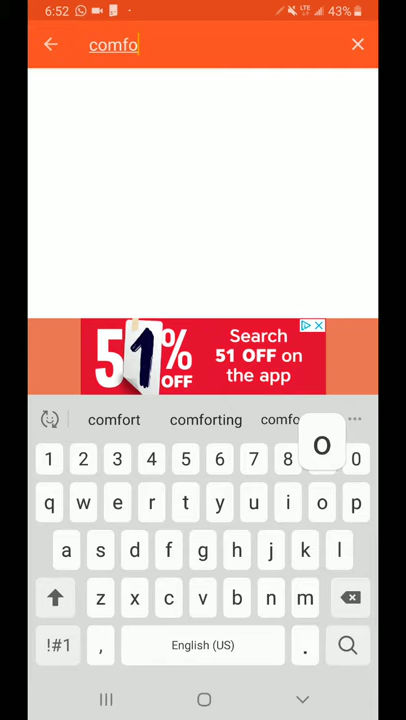 6:52 LTE 43%
comfo
51% OFF
Search
51 OFF on
the app
comfort comforting comfo
o
1 2 3 4 5 6 7 8 0
q w e r t y u i o p
a s d f g h j k l
z x c v b n m
!#1 , English (US) .